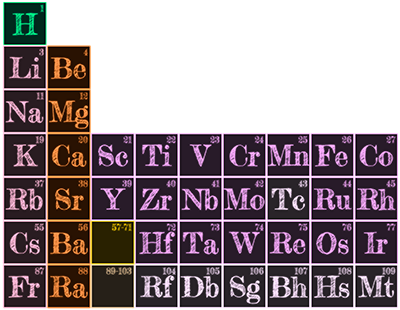 1
H
3 4
Li Be
11 12
Na Mg
19 20 21 22 23 24 25 26 27
K Ca Sc Ti V Cr Mn Fe Co
37 38 39 40 41 42 43 44 45
Rb Sr Y Zr Nb Mo Tc Ru Rh
55 56 57-71 72 73 74 75 76 77
Cs Ba Hf Ta W Re Os Ir
87 88 89-103 104 105 106 107 108 109
Fr Ra Rf Db Sg Bh Hs Mt